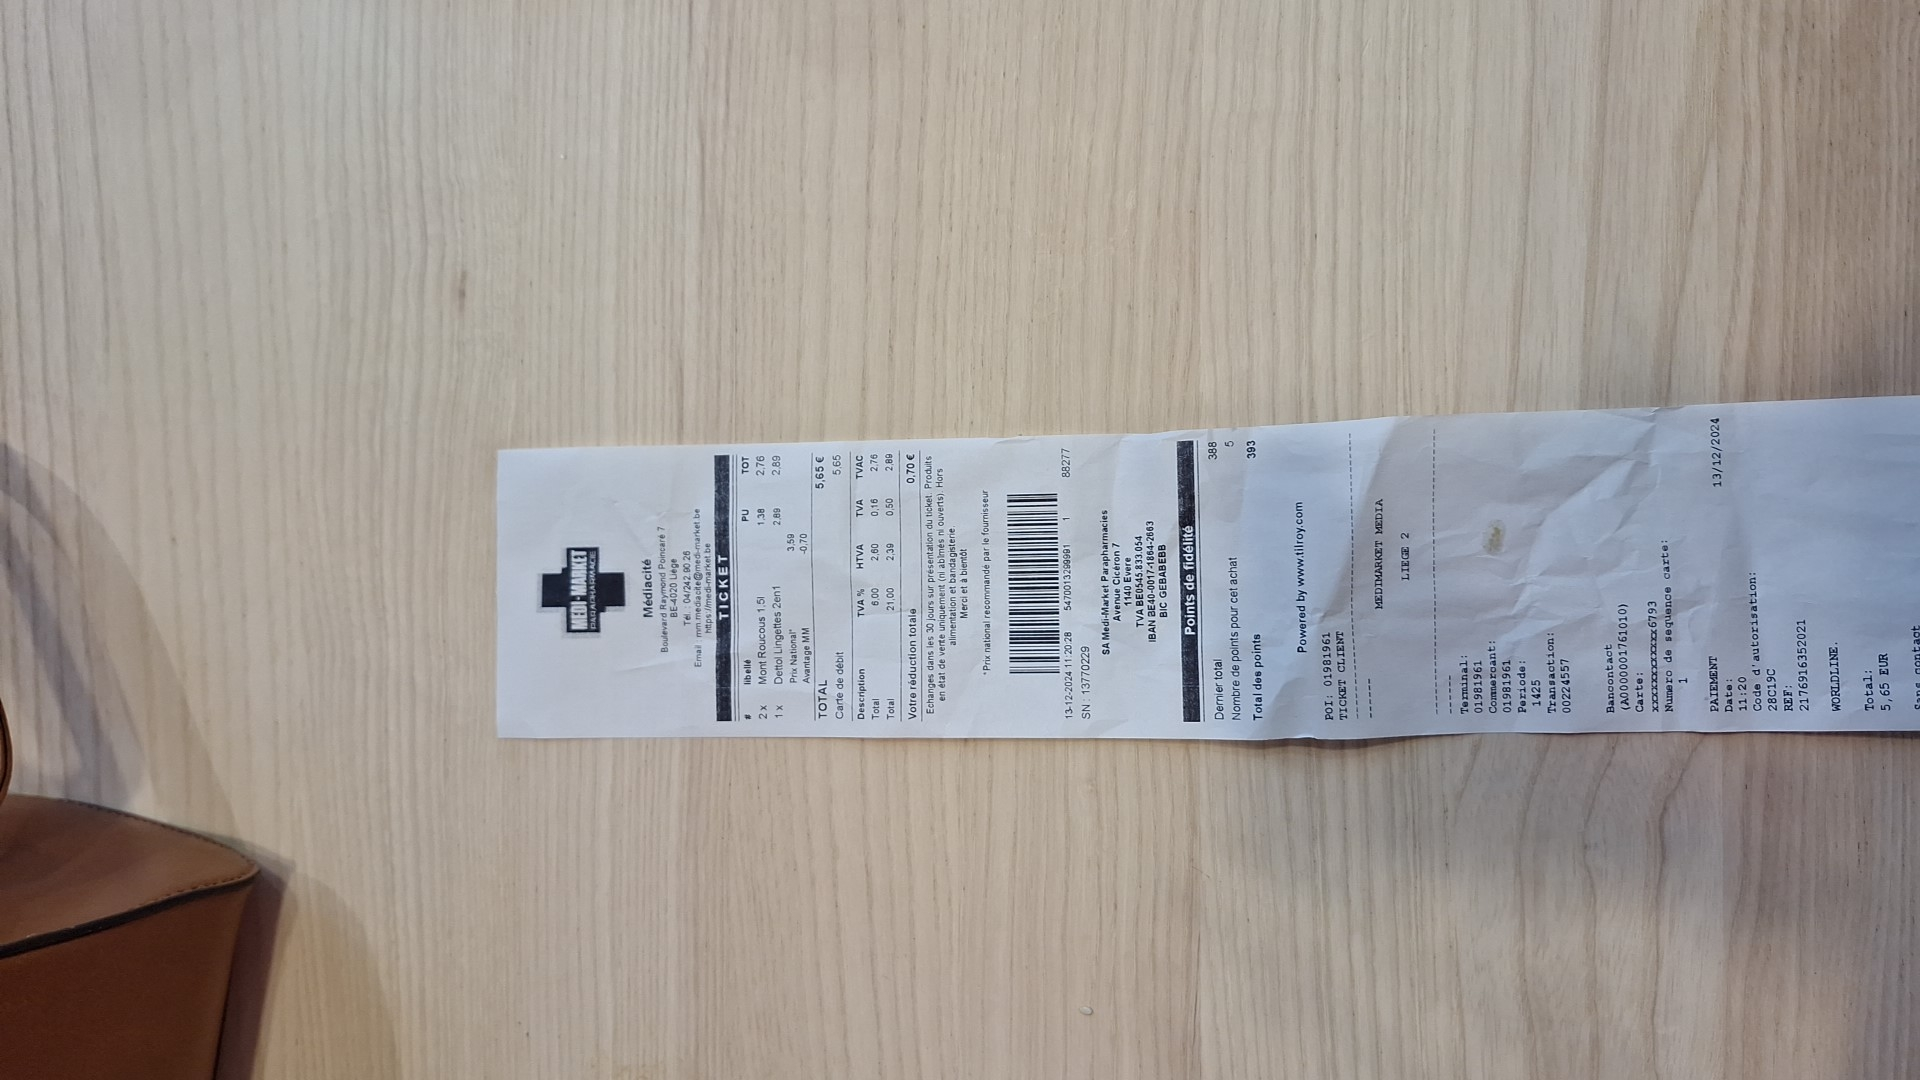 MEDI-MARKET
PARAPHARMACIE
Médiacité
Boulevard Raymond Poincaré 7
BE-4020 Liège
Tél. 04/242 90 26
Email mm.mediacite@medi-market.be
https://medi-market.be
TICKET
# libellé PU TOT
2 x Mont Roucous 1,5l 1,38 2,76
1 x Dettol Lingettes 2en1 2,89 2,89
Prix National* 3,59
Avantage MM -0,70
TOTAL 5,65 €
Carte de débit 5,65
Description TVA % HTVA TVA TVAC
Total 6,00 2,60 0,16 2,76
Total 21,00 2,39 0,50 2,89
Votre réduction totale 0,70 €
Echanges dans les 30 jours sur présentation du ticket. Produits
en état de vente uniquement (ni abîmés ni ouverts). Hors
alimentation et bandagisterie
Merci et à bientôt
*Prix national recommandé par le fournisseur
13-12-2024 11:20:28 5470013299991 1 88277
SN : 13770229
SA Medi-Market Parapharmacies
Avenue Cicéron 7
1140 Evere
TVA BE0545.833.054
IBAN BE40-0017-1864-2663
BIC GEBABEBB
Points de fidélité
Dernier total 388
Nombre de points pour cet achat 5
Total des points 393
Powered by www.tilroy.com
POI: 01981961
TICKET CLIENT
MEDIMARKET MEDIA
LIEGE 2
Terminal:
01981961
Commercant:
01981961
Periode:
1425
Transaction:
00224557
Bancontact
(A0000001761010)
Carte:
xxxxxxxxxxxxx6793
Numero de sequence carte:
1
PAIEMENT
Date: 13/12/2024
11:20
Code d'autorisation:
28C19C
REF:
217691635 2021
WORLDLINE.
Total:
5,65 EUR
Sans contact